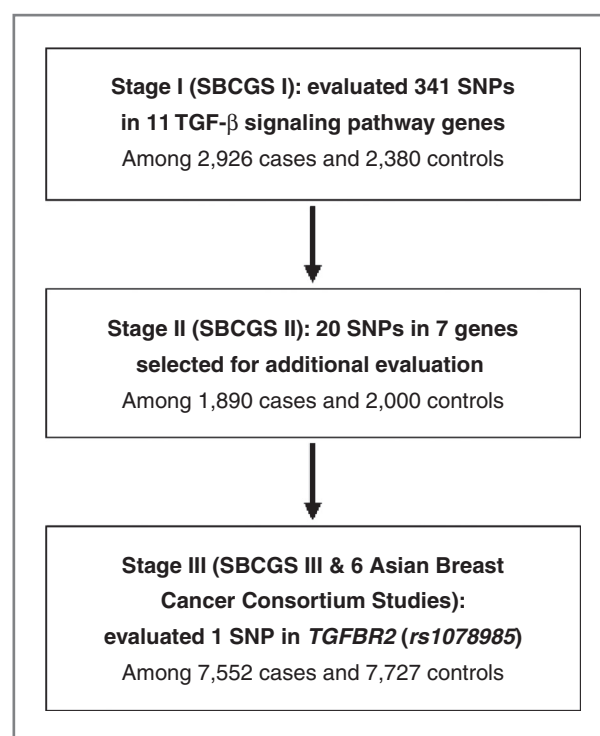 Stage I (SBCGS I): evaluated 341 SNPs
in 11 TGF-β signaling pathway genes
Among 2,926 cases and 2,380 controls
Stage II (SBCGS II): 20 SNPs in 7 genes
selected for additional evaluation
Among 1,890 cases and 2,000 controls
Stage III (SBCGS III & 6 Asian Breast
Cancer Consortium Studies):
evaluated 1 SNP in TGFBR2 (rs1078985)
Among 7,552 cases and 7,727 controls